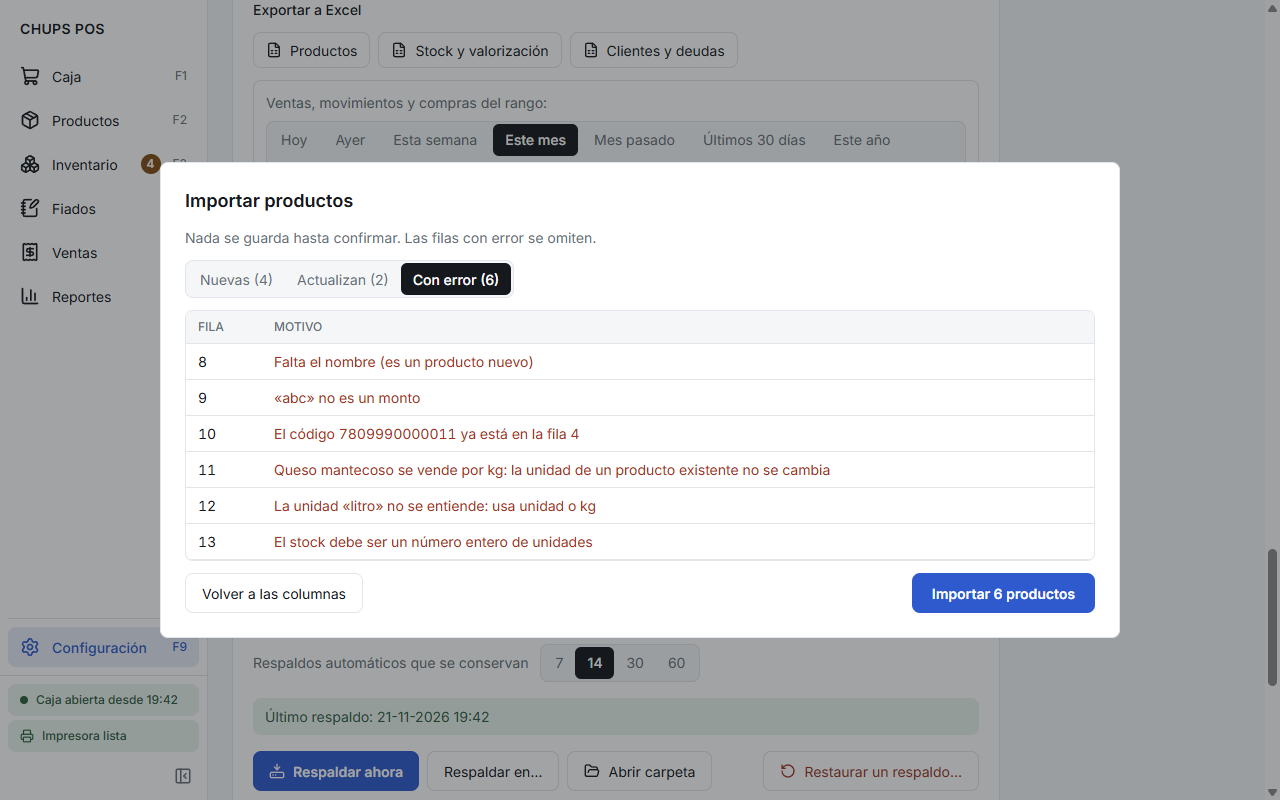 CHUPS POS
Caja F1
Productos F2
Inventario 4
Fiados
Ventas
Reportes
Configuración F9
Caja abierta desde 19:42
Impresora lista
Exportar a Excel
Productos Stock y valorización Clientes y deudas
Ventas, movimientos y compras del rango:
Hoy Ayer Esta semana Este mes Mes pasado Últimos 30 días Este año
Importar productos
Nada se guarda hasta confirmar. Las filas con error se omiten.
Nuevas (4) Actualizan (2) Con error (6)
FILA MOTIVO
8 Falta el nombre (es un producto nuevo)
9 «abc» no es un monto
10 El código 7809990000011 ya está en la fila 4
11 Queso mantecoso se vende por kg: la unidad de un producto existente no se cambia
12 La unidad «litro» no se entiende: usa unidad o kg
13 El stock debe ser un número entero de unidades
Volver a las columnas Importar 6 productos
Respaldos automáticos que se conservan 7 14 30 60
Último respaldo: 21-11-2026 19:42
Respaldar ahora Respaldar en... Abrir carpeta Restaurar un respaldo...